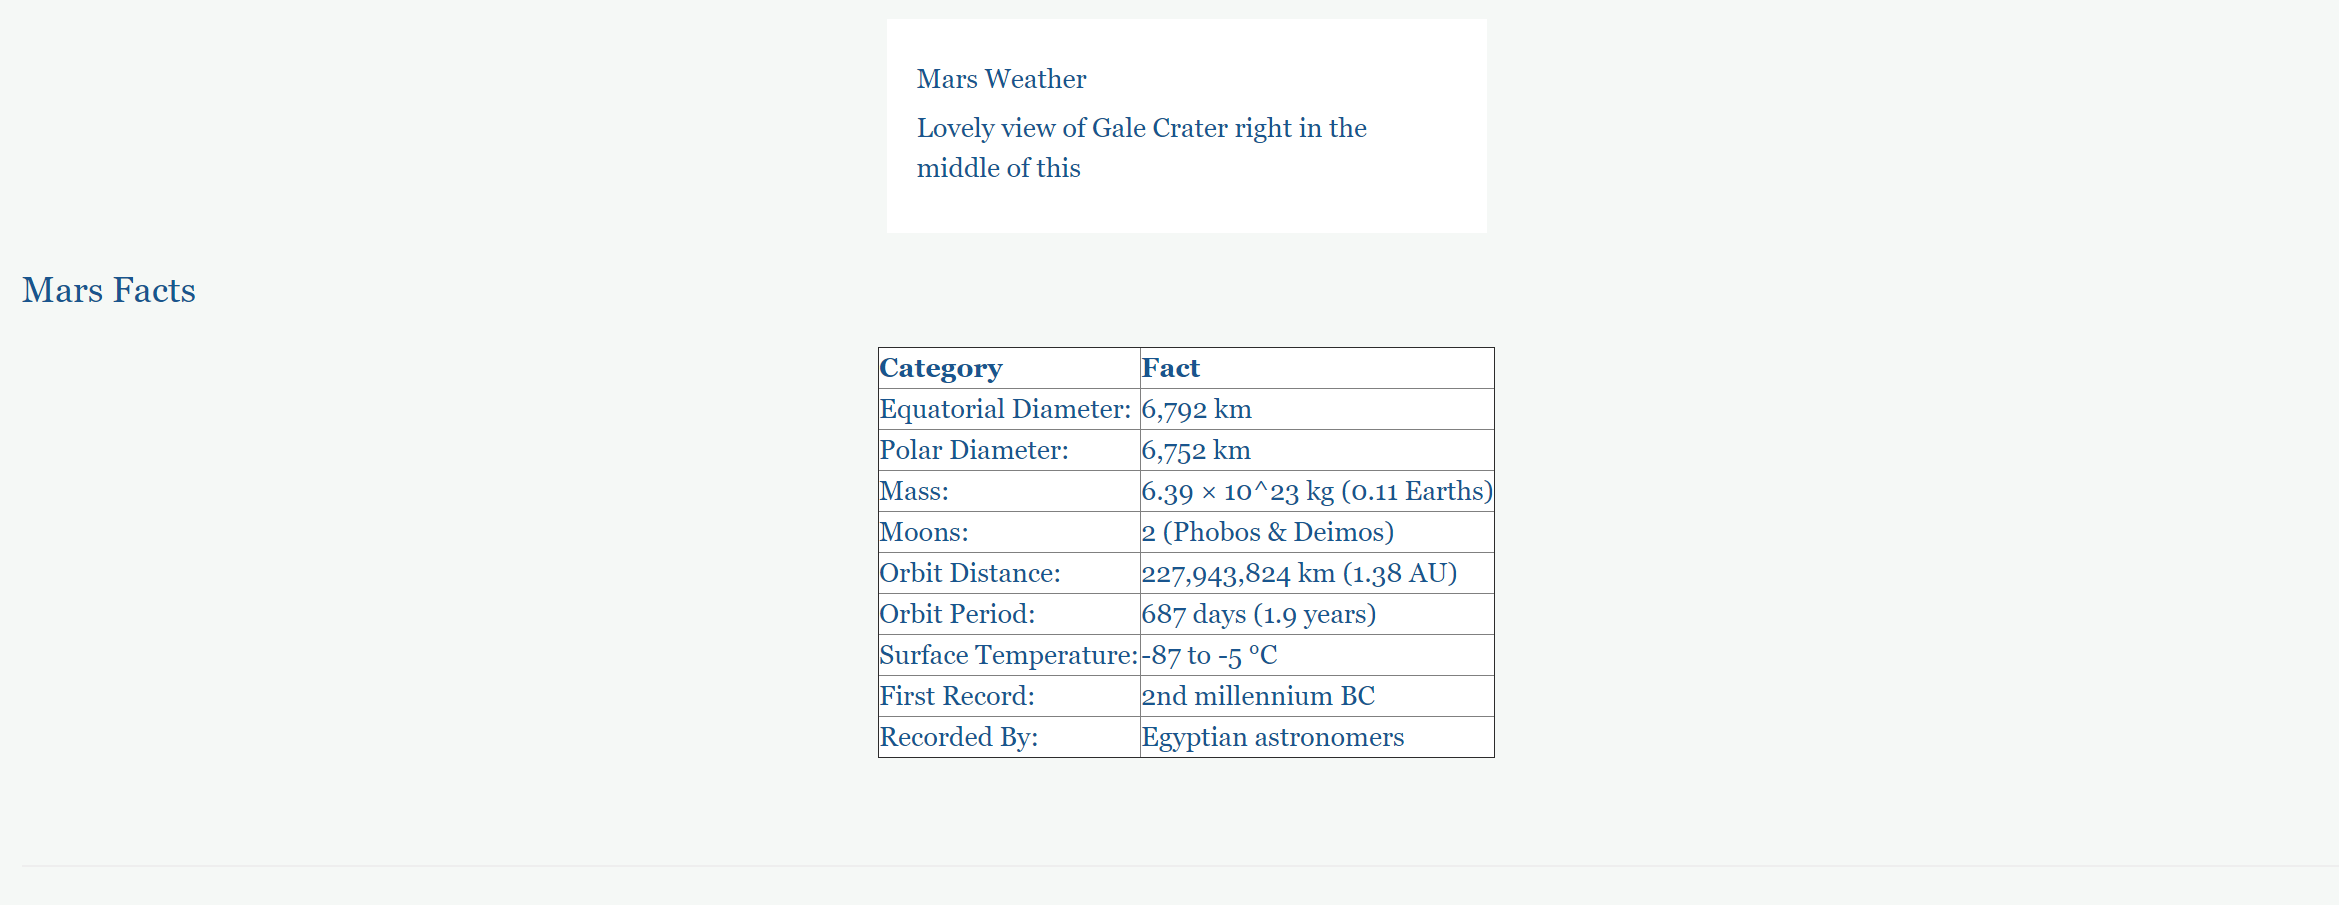 Mars Weather
Lovely view of Gale Crater right in the
middle of this
Mars Facts
Category Fact
Equatorial Diameter: 6,792 km
Polar Diameter: 6,752 km
Mass: 6.39 × 10^23 kg (0.11 Earths)
Moons: 2 (Phobos & Deimos)
Orbit Distance: 227,943,824 km (1.38 AU)
Orbit Period: 687 days (1.9 years)
Surface Temperature: -87 to -5 °C
First Record: 2nd millennium BC
Recorded By: Egyptian astronomers